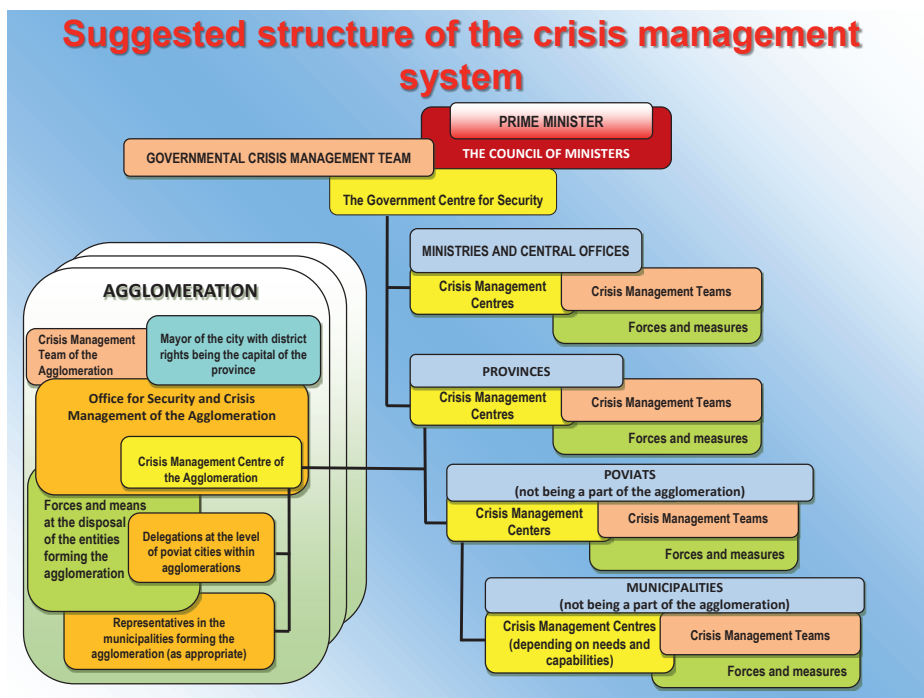 Suggested structure of the crisis management
system
PRIME MINISTER
THE COUNCIL OF MINISTERS
GOVERNMENTAL CRISIS MANAGEMENT TEAM
The Government Centre for Security
MINISTRIES AND CENTRAL OFFICES
Crisis Management
Centres
Crisis Management Teams
Forces and measures
PROVINCES
Crisis Management
Centres
Crisis Management Teams
Forces and measures
POVIATS
(not being a part of the agglomeration)
Crisis Management
Centers
Crisis Management Teams
Forces and measures
MUNICIPALITIES
(not being a part of the agglomeration)
Crisis Management Centres
(depending on needs and
capabilities)
Crisis Management Teams
Forces and measures
AGGLOMERATION
Crisis Management
Team of the
Agglomeration
Mayor of the city with district
rights being the capital of the
province
Office for Security and Crisis
Management of the Agglomeration
Crisis Management Centre of
the Agglomeration
Forces and means
at the disposal
of the entities
forming the
agglomeration
Delegations at the level
of poviat cities within
agglomerations
Representatives in the
municipalities forming the
agglomeration (as appropriate)